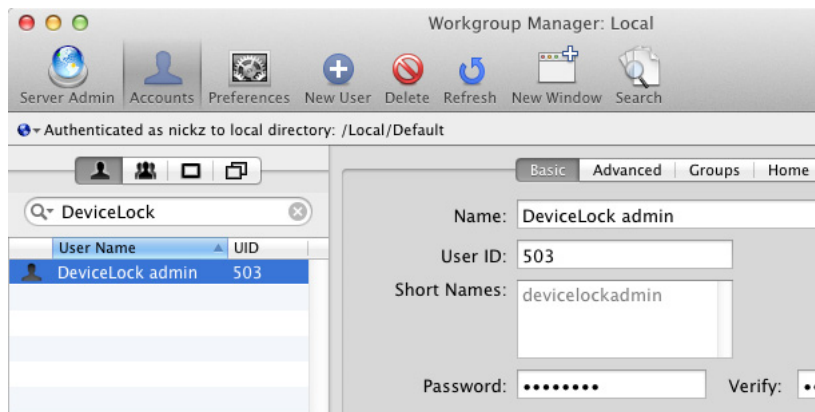 Workgroup Manager: Local
Server Admin Accounts Preferences New User Delete Refresh New Window Search
Authenticated as nickz to local directory: /Local/Default
Basic Advanced Groups Home
DeviceLock
Name: DeviceLock admin
User Name UID
User ID: 503
DeviceLock admin 503
Short Names: devicelockadmin
Password: •••••••• Verify: ••